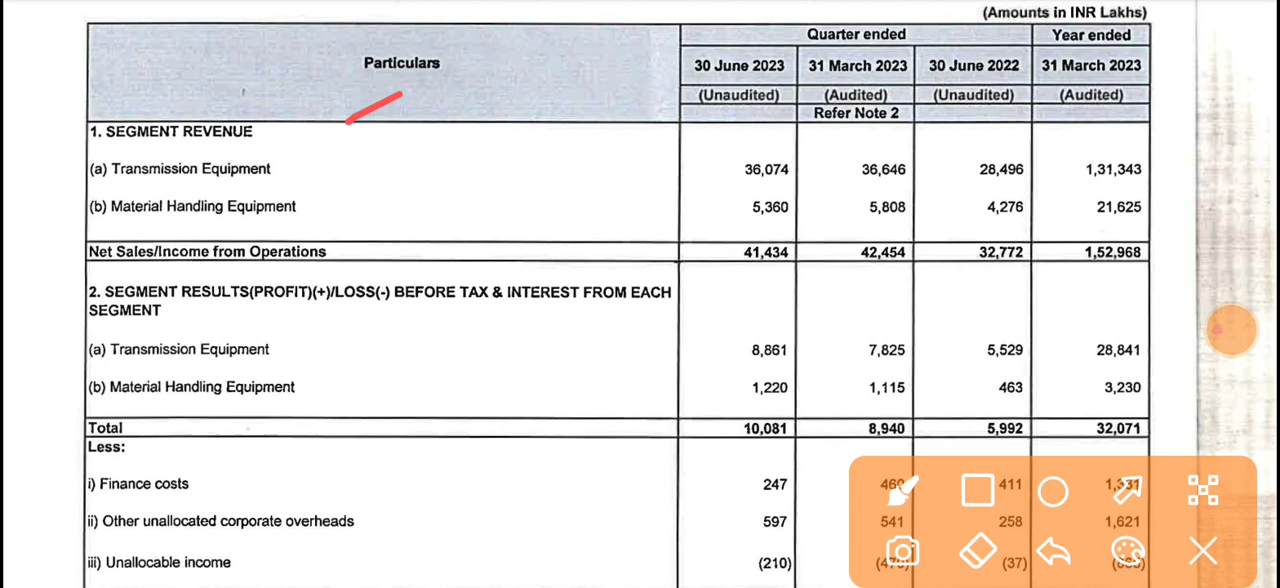 (Amounts in INR Lakhs)
Particulars Quarter ended Year ended
30 June 2023 31 March 2023 30 June 2022 31 March 2023
(Unaudited) (Audited) (Unaudited) (Audited)
Refer Note 2
1. SEGMENT REVENUE
(a) Transmission Equipment 36,074 36,646 28,496 1,31,343
(b) Material Handling Equipment 5,360 5,808 4,276 21,625
Net Sales/Income from Operations 41,434 42,454 32,772 1,52,968
2. SEGMENT RESULTS(PROFIT)(+)/LOSS(-) BEFORE TAX & INTEREST FROM EACH
SEGMENT
(a) Transmission Equipment 8,861 7,825 5,529 28,841
(b) Material Handling Equipment 1,220 1,115 463 3,230
Total 10,081 8,940 5,992 32,071
Less:
i) Finance costs 247 411
ii) Other unallocated corporate overheads 597 541 258 1,621
iii) Unallocable income (210) (37)